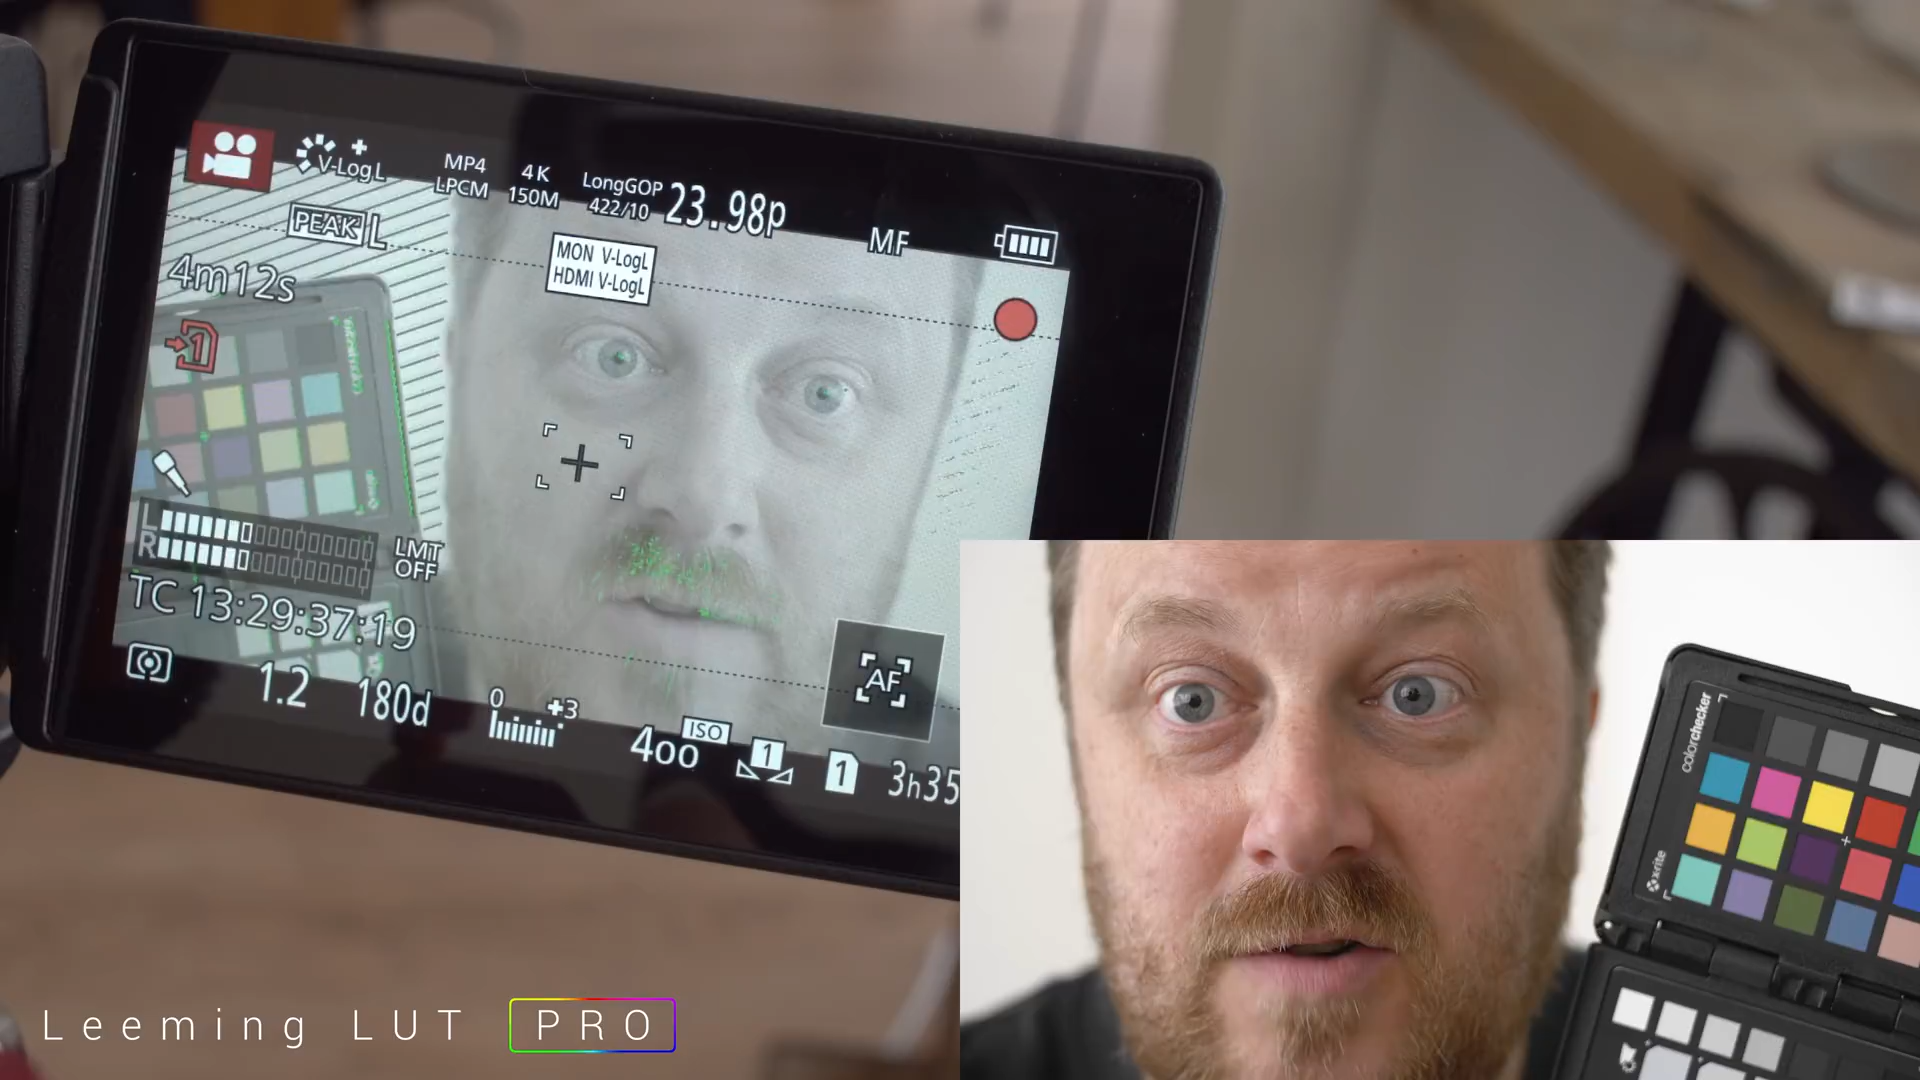 V-Log L
MP4
LPCM
4K
150M
LongGOP
422/10
23.98p
MF
PEAK L
MON V-LogL
HDMI V-LogL
4m12s
1
L
R
LMT
OFF
TC 13:29:37:19
1.2
180d
0
+3
400
ISO
1
1
3h35
AF
colorchecker
x-rite
Leeming LUT PRO